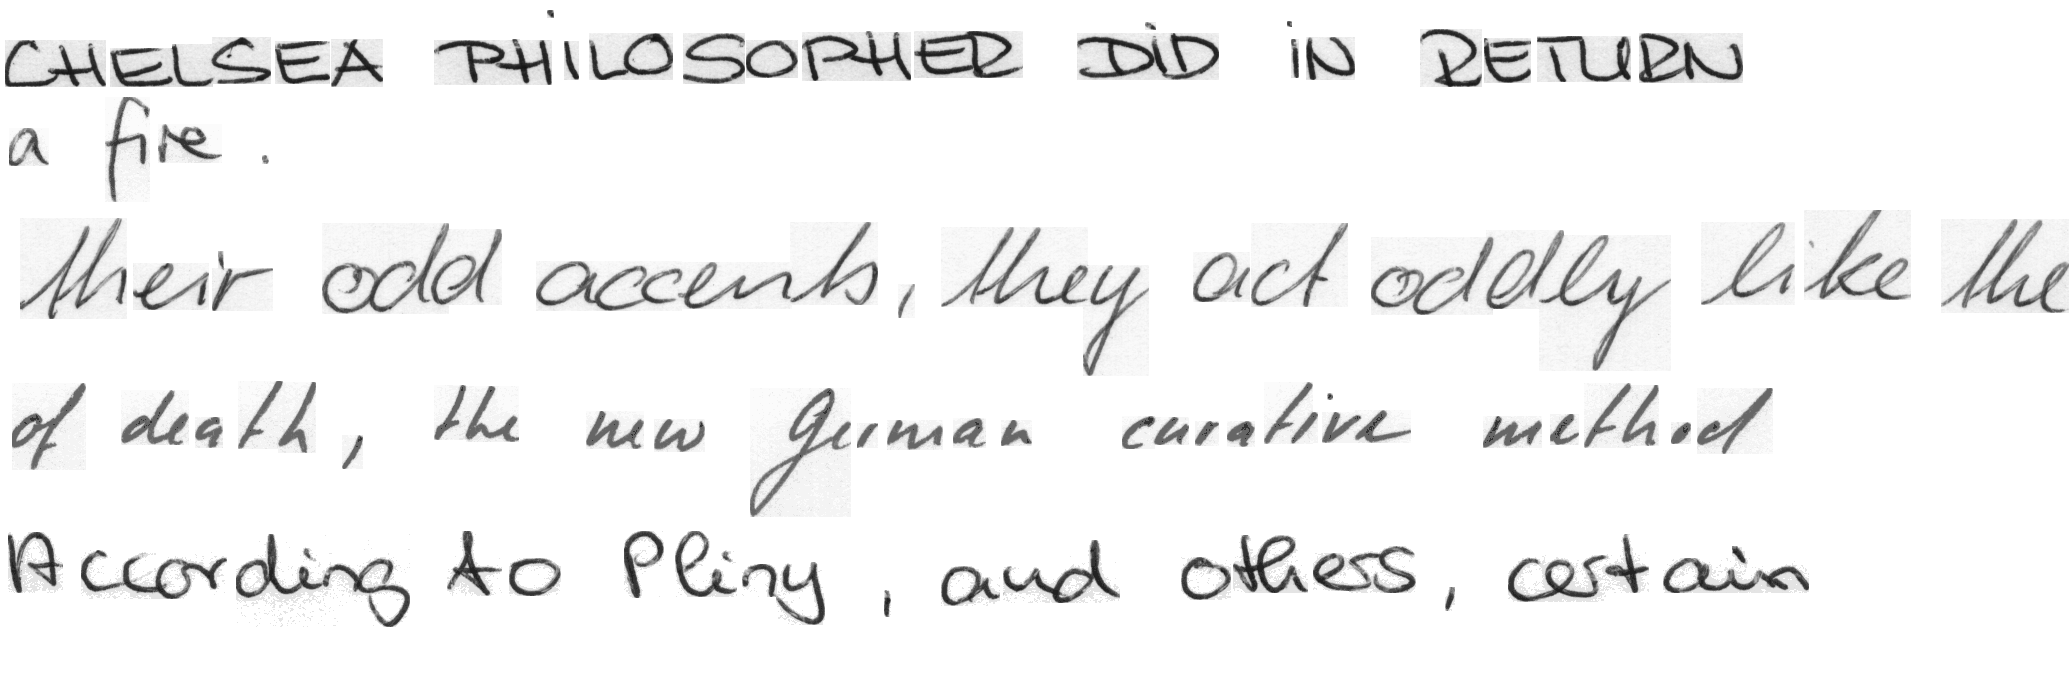 CHELSEA PHILOSOPHER DID IN RETURN
a fire .
their odd accents, they act oddly like the
of death, the new German curative method
According to Pliny, and others, certain